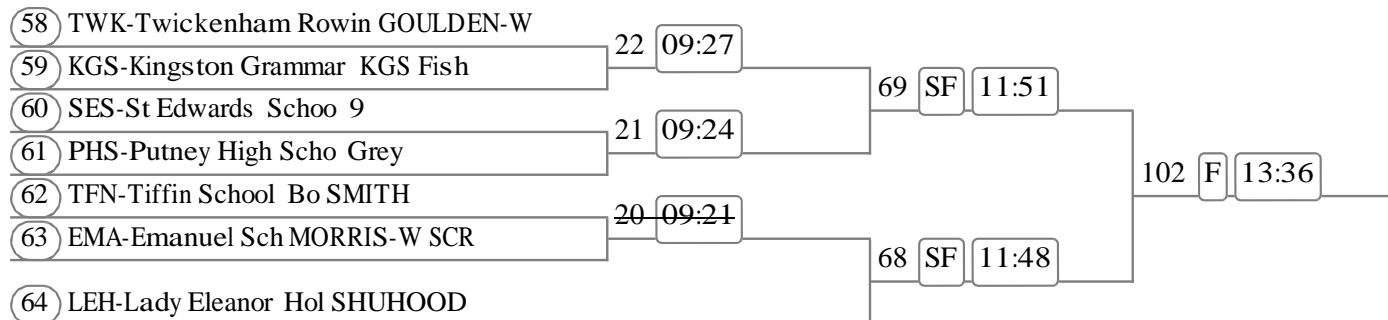 58 TWK-Twickenham Rowin GOULDEN-W
22 09:27
59 KGS-Kingston Grammar KGS Fish
69 SF 11:51
60 SES-St Edwards Schoo 9
21 09:24
61 PHS-Putney High Scho Grey
102 F 13:36
62 TFN-Tiffin School Bo SMITH
20 09:21
63 EMA-Emanuel Sch MORRIS-W SCR
68 SF 11:48
64 LEH-Lady Eleanor Hol SHUHOOD